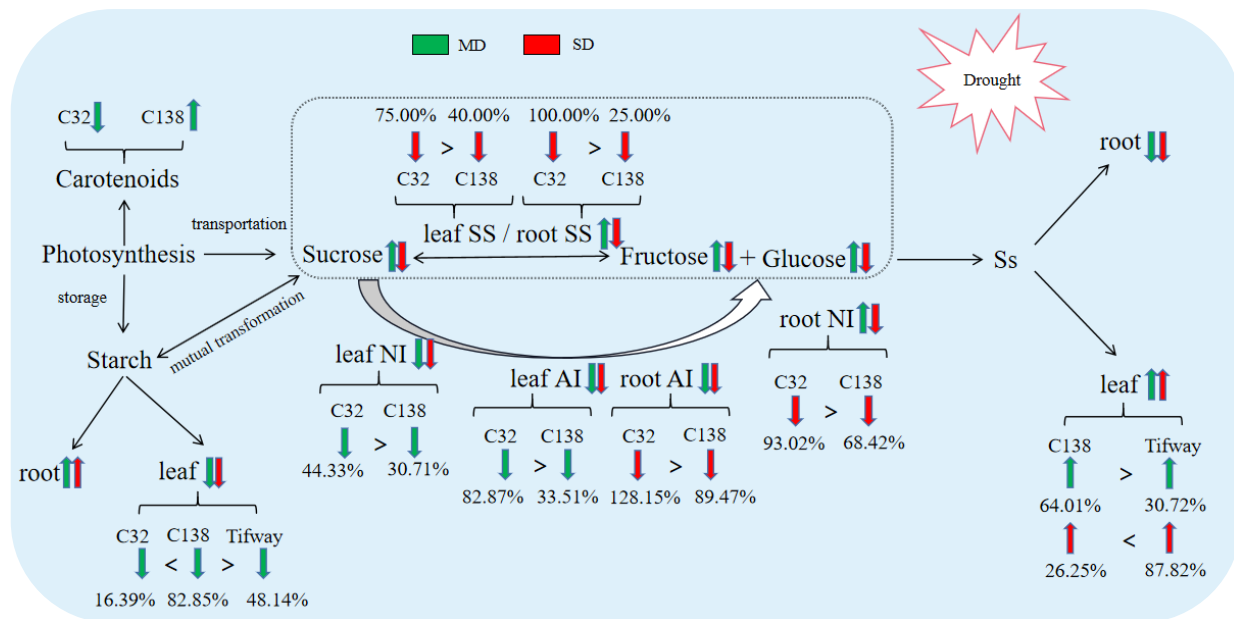 MD SD
Drought
75.00% 40.00% 100.00% 25.00%
C32 C138
> >
C32 C138 C32 C138
root
Carotenoids
transportation
leaf SS / root SS
Photosynthesis
Sucrose Fructose + Glucose
Ss
storage
mutual transformation
root NI
Starch
leaf NI
leaf AI root AI
leaf
C32 C138
>
93.02% 68.42%
C32 C138
>
44.33% 30.71%
C32 C138 C32 C138
> >
82.87% 33.51% 128.15% 89.47%
C138 Tifway
>
64.01% 30.72%
<
26.25% 87.82%
root leaf
C32 C138 Tifway
< >
16.39% 82.85% 48.14%